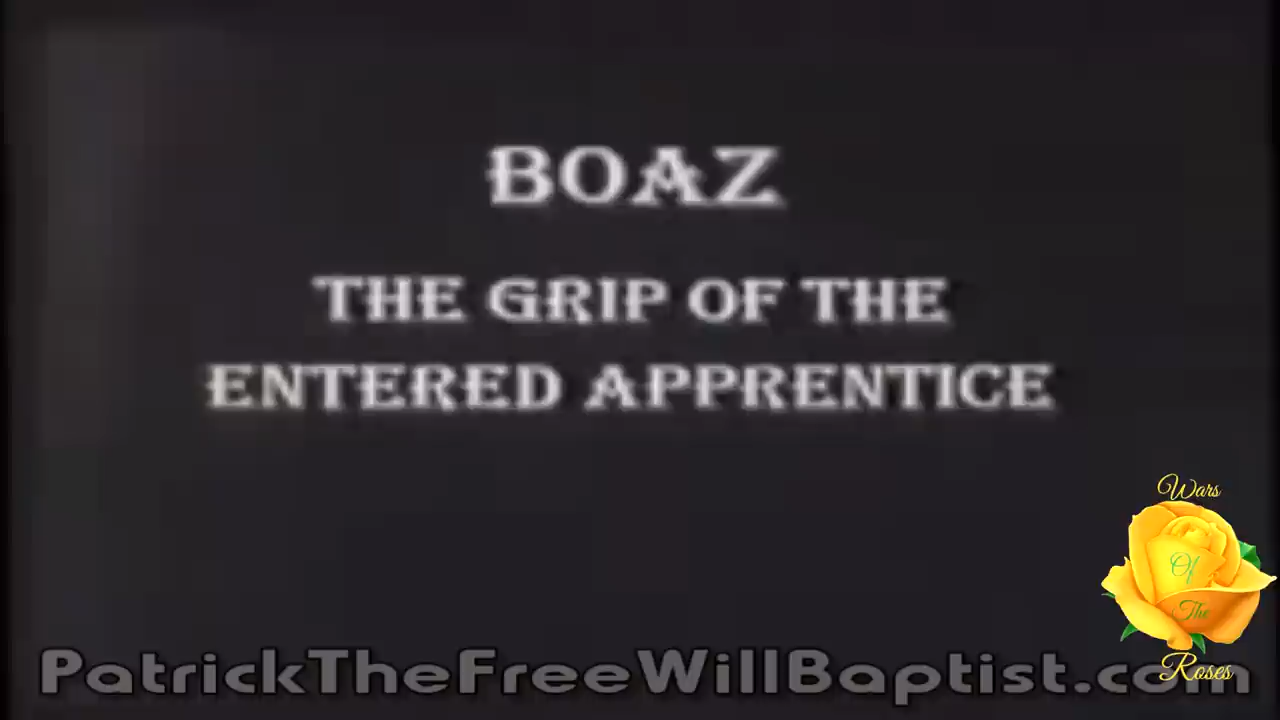 BOAZ
THE GRIP OF THE
ENTERED APPRENTICE
Wars
Of
The
Roses
PatrickTheFreeWillBaptist.com